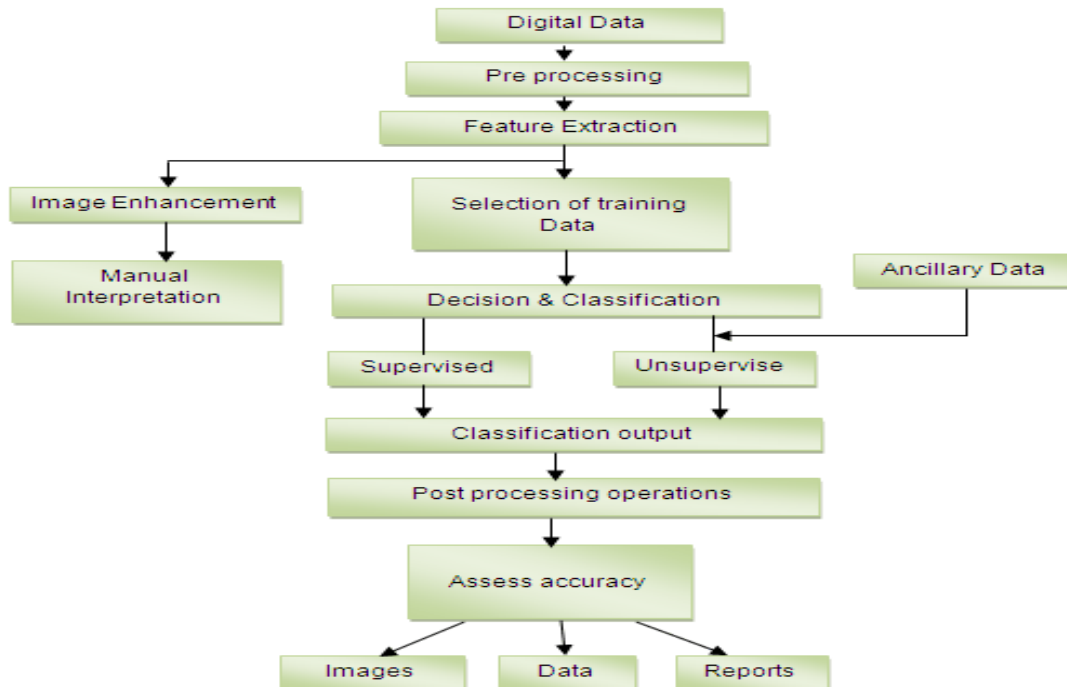 Digital Data
Pre processing
Feature Extraction
Image Enhancement
Selection of training
Data
Manual
Interpretation
Ancillary Data
Decision & Classification
Supervised
Unsupervise
Classification output
Post processing operations
Assess accuracy
Images
Data
Reports